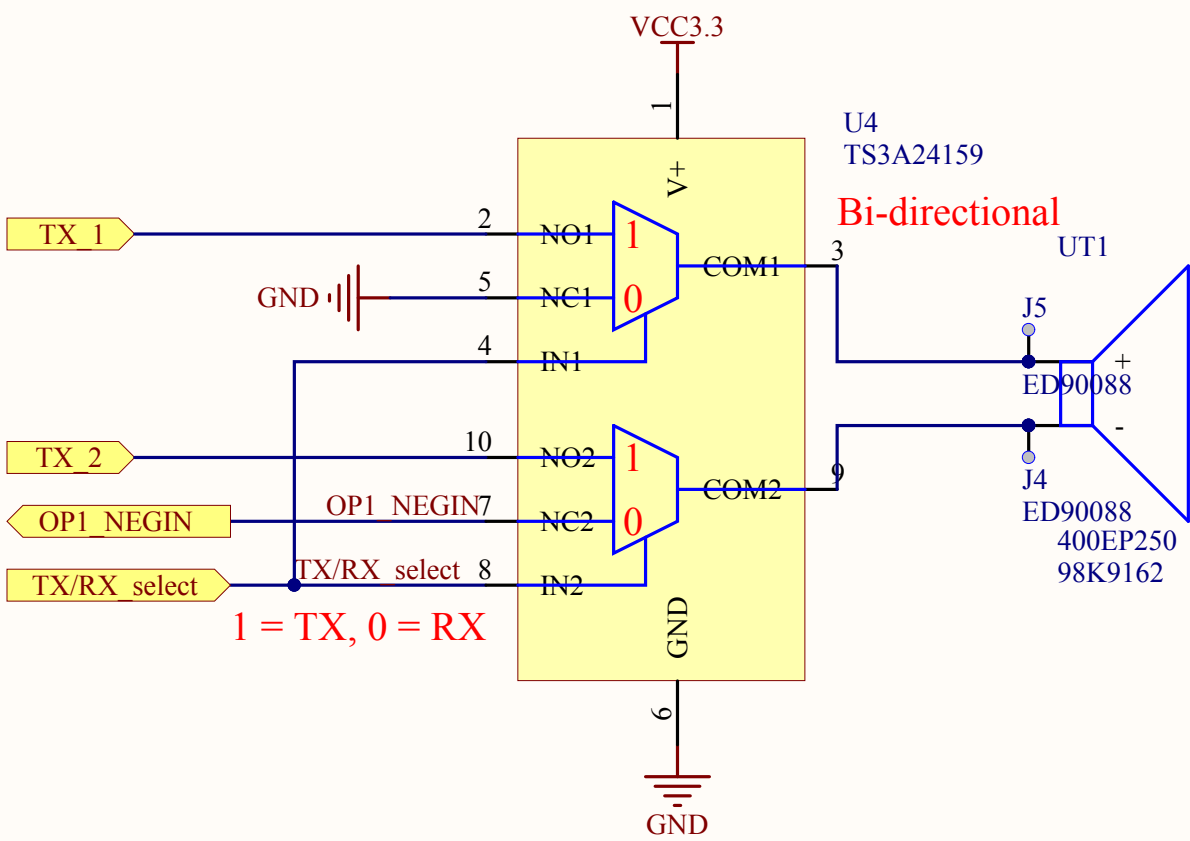 VCC3.3
1
V+
U4
TS3A24159
Bi-directional
TX_1
2
NO1
1
COM1
3
UT1
GND
5
NC1
0
4
IN1
J5
+
ED90088
TX_2
10
NO2
1
COM2
9
-
J4
ED90088
400EP250
98K9162
OP1_NEGIN
OP1_NEGIN
7
NC2
0
TX/RX_select
TX/RX_select
8
IN2
1 = TX, 0 = RX
GND
6
GND